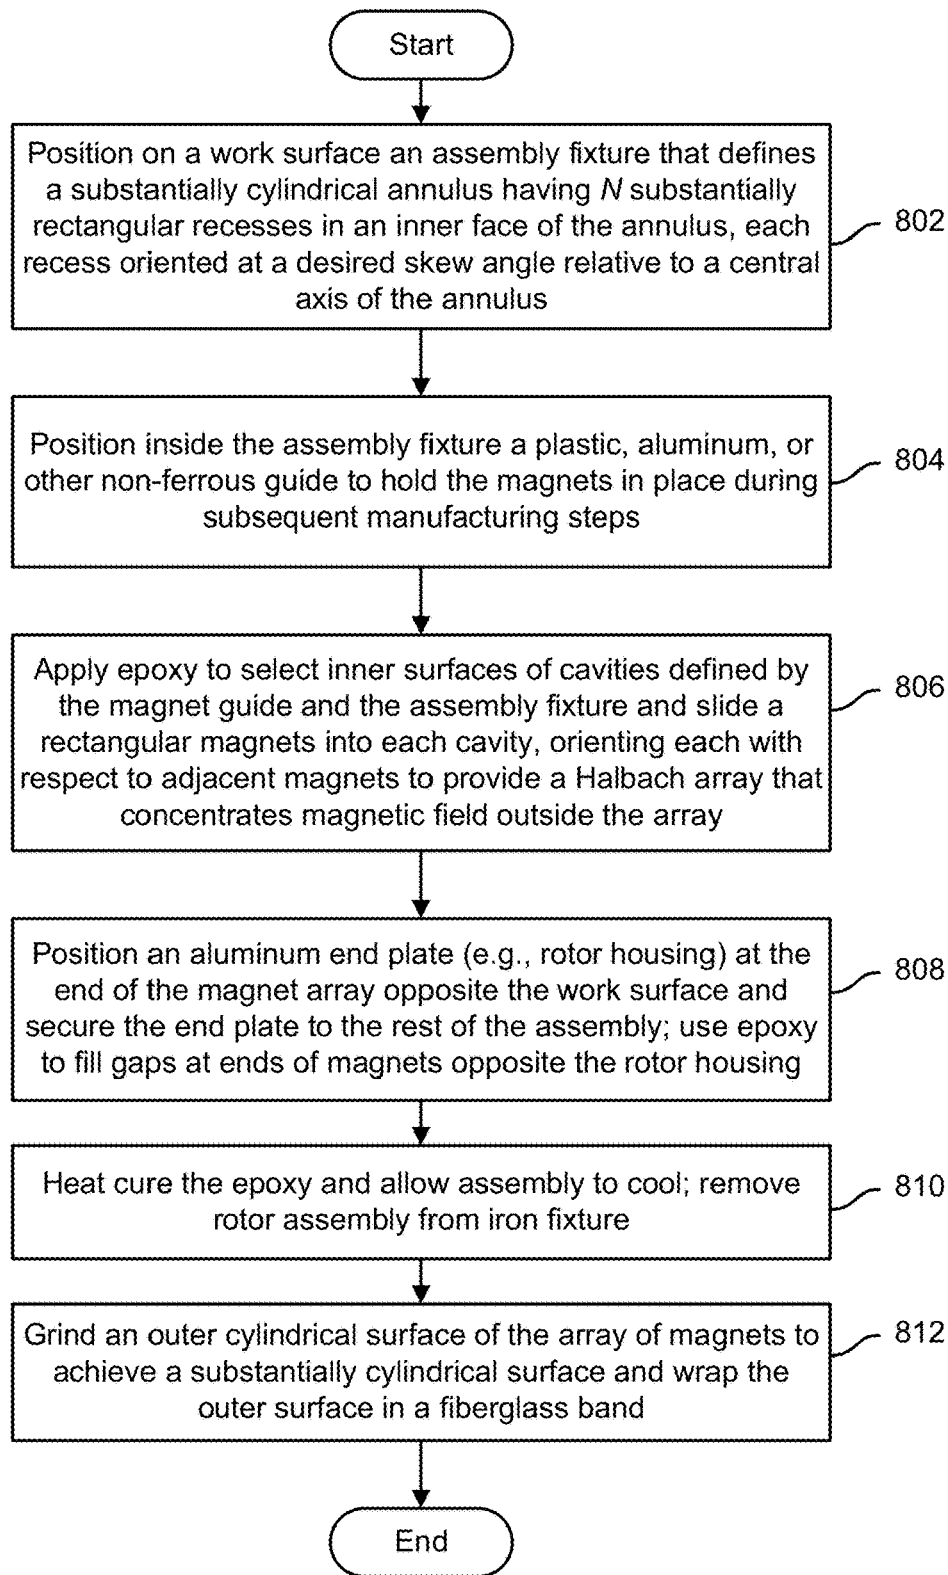 Start
Position on a work surface an assembly fixture that defines
a substantially cylindrical annulus having N substantially
rectangular recesses in an inner face of the annulus, each
recess oriented at a desired skew angle relative to a central
axis of the annulus
802
Position inside the assembly fixture a plastic, aluminum, or
other non-ferrous guide to hold the magnets in place during
subsequent manufacturing steps
804
Apply epoxy to select inner surfaces of cavities defined by
the magnet guide and the assembly fixture and slide a
rectangular magnets into each cavity, orienting each with
respect to adjacent magnets to provide a Halbach array that
concentrates magnetic field outside the array
806
Position an aluminum end plate (e.g., rotor housing) at the
end of the magnet array opposite the work surface and
secure the end plate to the rest of the assembly; use epoxy
to fill gaps at ends of magnets opposite the rotor housing
808
Heat cure the epoxy and allow assembly to cool; remove
rotor assembly from iron fixture
810
Grind an outer cylindrical surface of the array of magnets to
achieve a substantially cylindrical surface and wrap the
outer surface in a fiberglass band
812
End